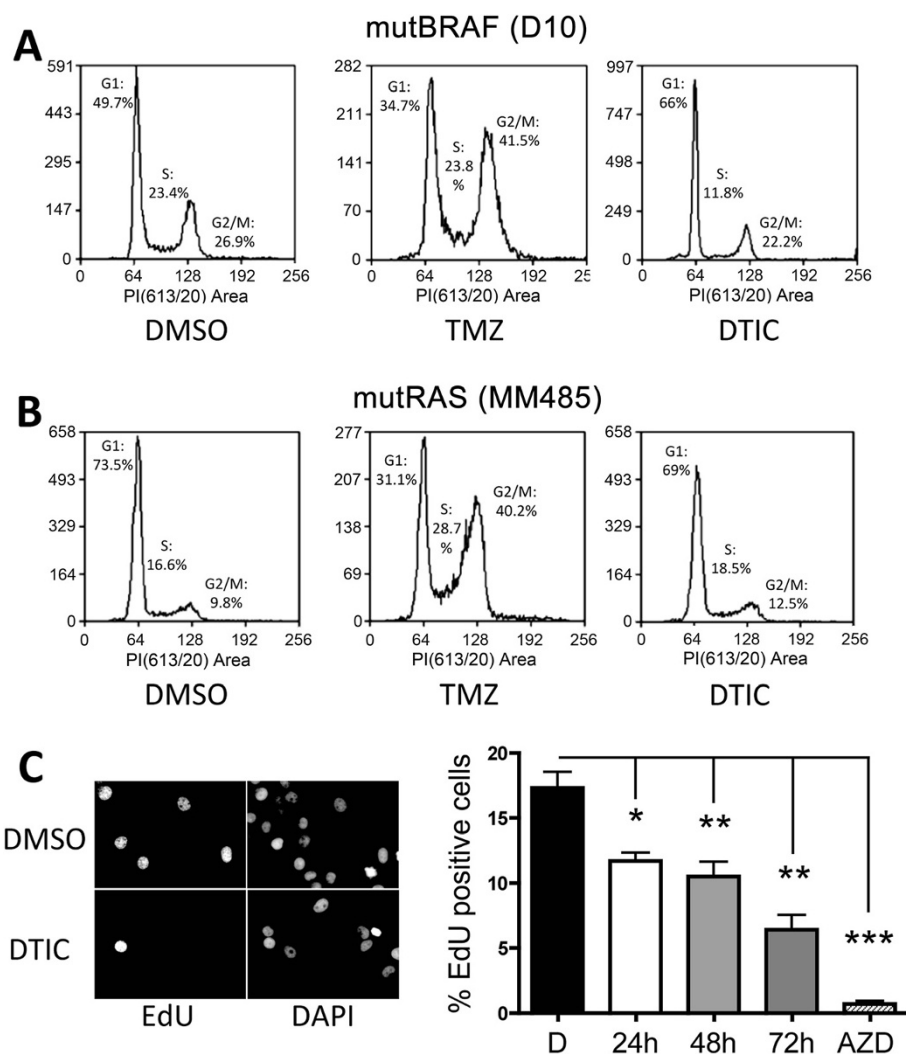 A
mutBRAF (D10)
591
443
295
147
0
G1:
49.7%
S:
23.4%
G2/M:
26.9%
0 64 128 192 256
PI(613/20) Area
DMSO
282
211
141
70
0
G1:
34.7%
S:
23.8
%
G2/M:
41.5%
0 64 128 192 25
PI(613/20) Area
TMZ
997
748
498
249
0
G1:
66%
S:
11.8%
G2/M:
22.2%
0 64 128 192 256
PI(613/20) Area
DTIC
B
mutRAS (MM485)
658
493
329
164
0
G1:
73.5%
S:
16.6%
G2/M:
9.8%
0 64 128 192 256
PI(613/20) Area
DMSO
277
207
138
69
0
G1:
31.1%
S:
28.7
%
G2/M:
40.2%
0 64 128 192 256
PI(613/20) Area
TMZ
658
493
329
164
0
G1:
69%
S:
18.5%
G2/M:
12.5%
0 64 128 192 256
PI(613/20) Area
DTIC
C
DMSO
DTIC
EdU DAPI
% EdU positive cells
20
15
10
5
0
*
**
**
***
D 24h 48h 72h AZD